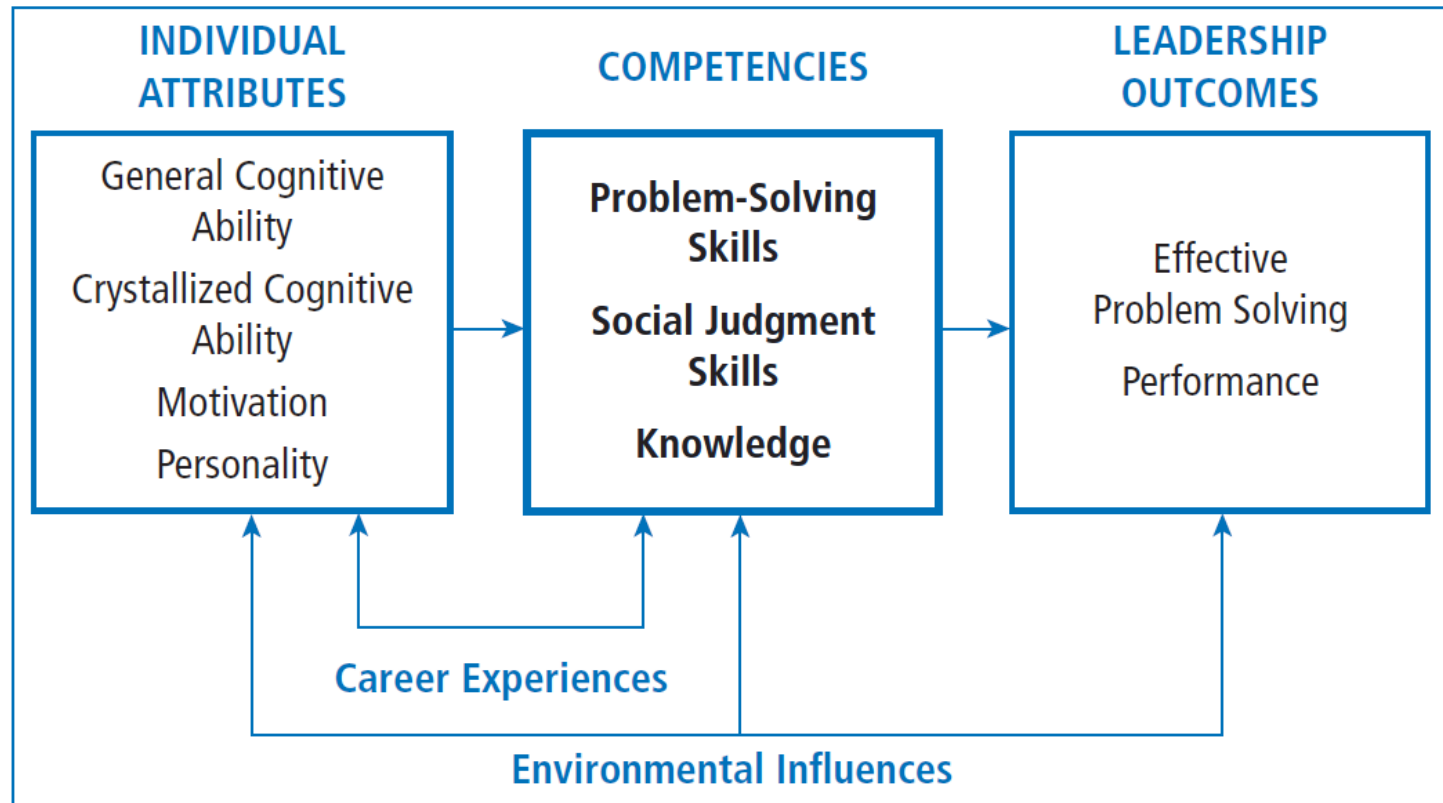 INDIVIDUAL
ATTRIBUTES
General Cognitive
Ability
Crystallized Cognitive
Ability
Motivation
Personality
COMPETENCIES
Problem-Solving
Skills
Social Judgment
Skills
Knowledge
LEADERSHIP
OUTCOMES
Effective
Problem Solving
Performance
Career Experiences
Environmental Influences